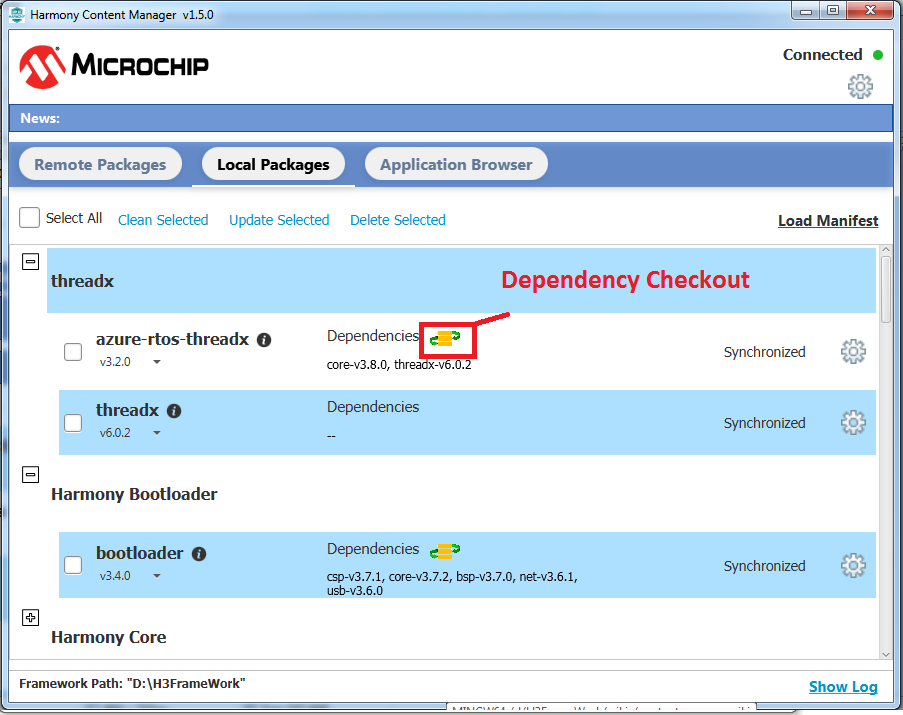 Harmony Content Manager v1.5.0
MICROCHIP
Connected
News:
Remote Packages
Local Packages
Application Browser
Select All
Clean Selected
Update Selected
Delete Selected
Load Manifest
threadx
Dependency Checkout
azure-rtos-threadx
Dependencies
v3.2.0
core-v3.8.0, threadx-v6.0.2
Synchronized
threadx
Dependencies
v6.0.2
--
Synchronized
Harmony Bootloader
bootloader
Dependencies
v3.4.0
csp-v3.7.1, core-v3.7.2, bsp-v3.7.0, net-v3.6.1,
usb-v3.6.0
Synchronized
Harmony Core
Framework Path: "D:\H3FrameWork"
Show Log